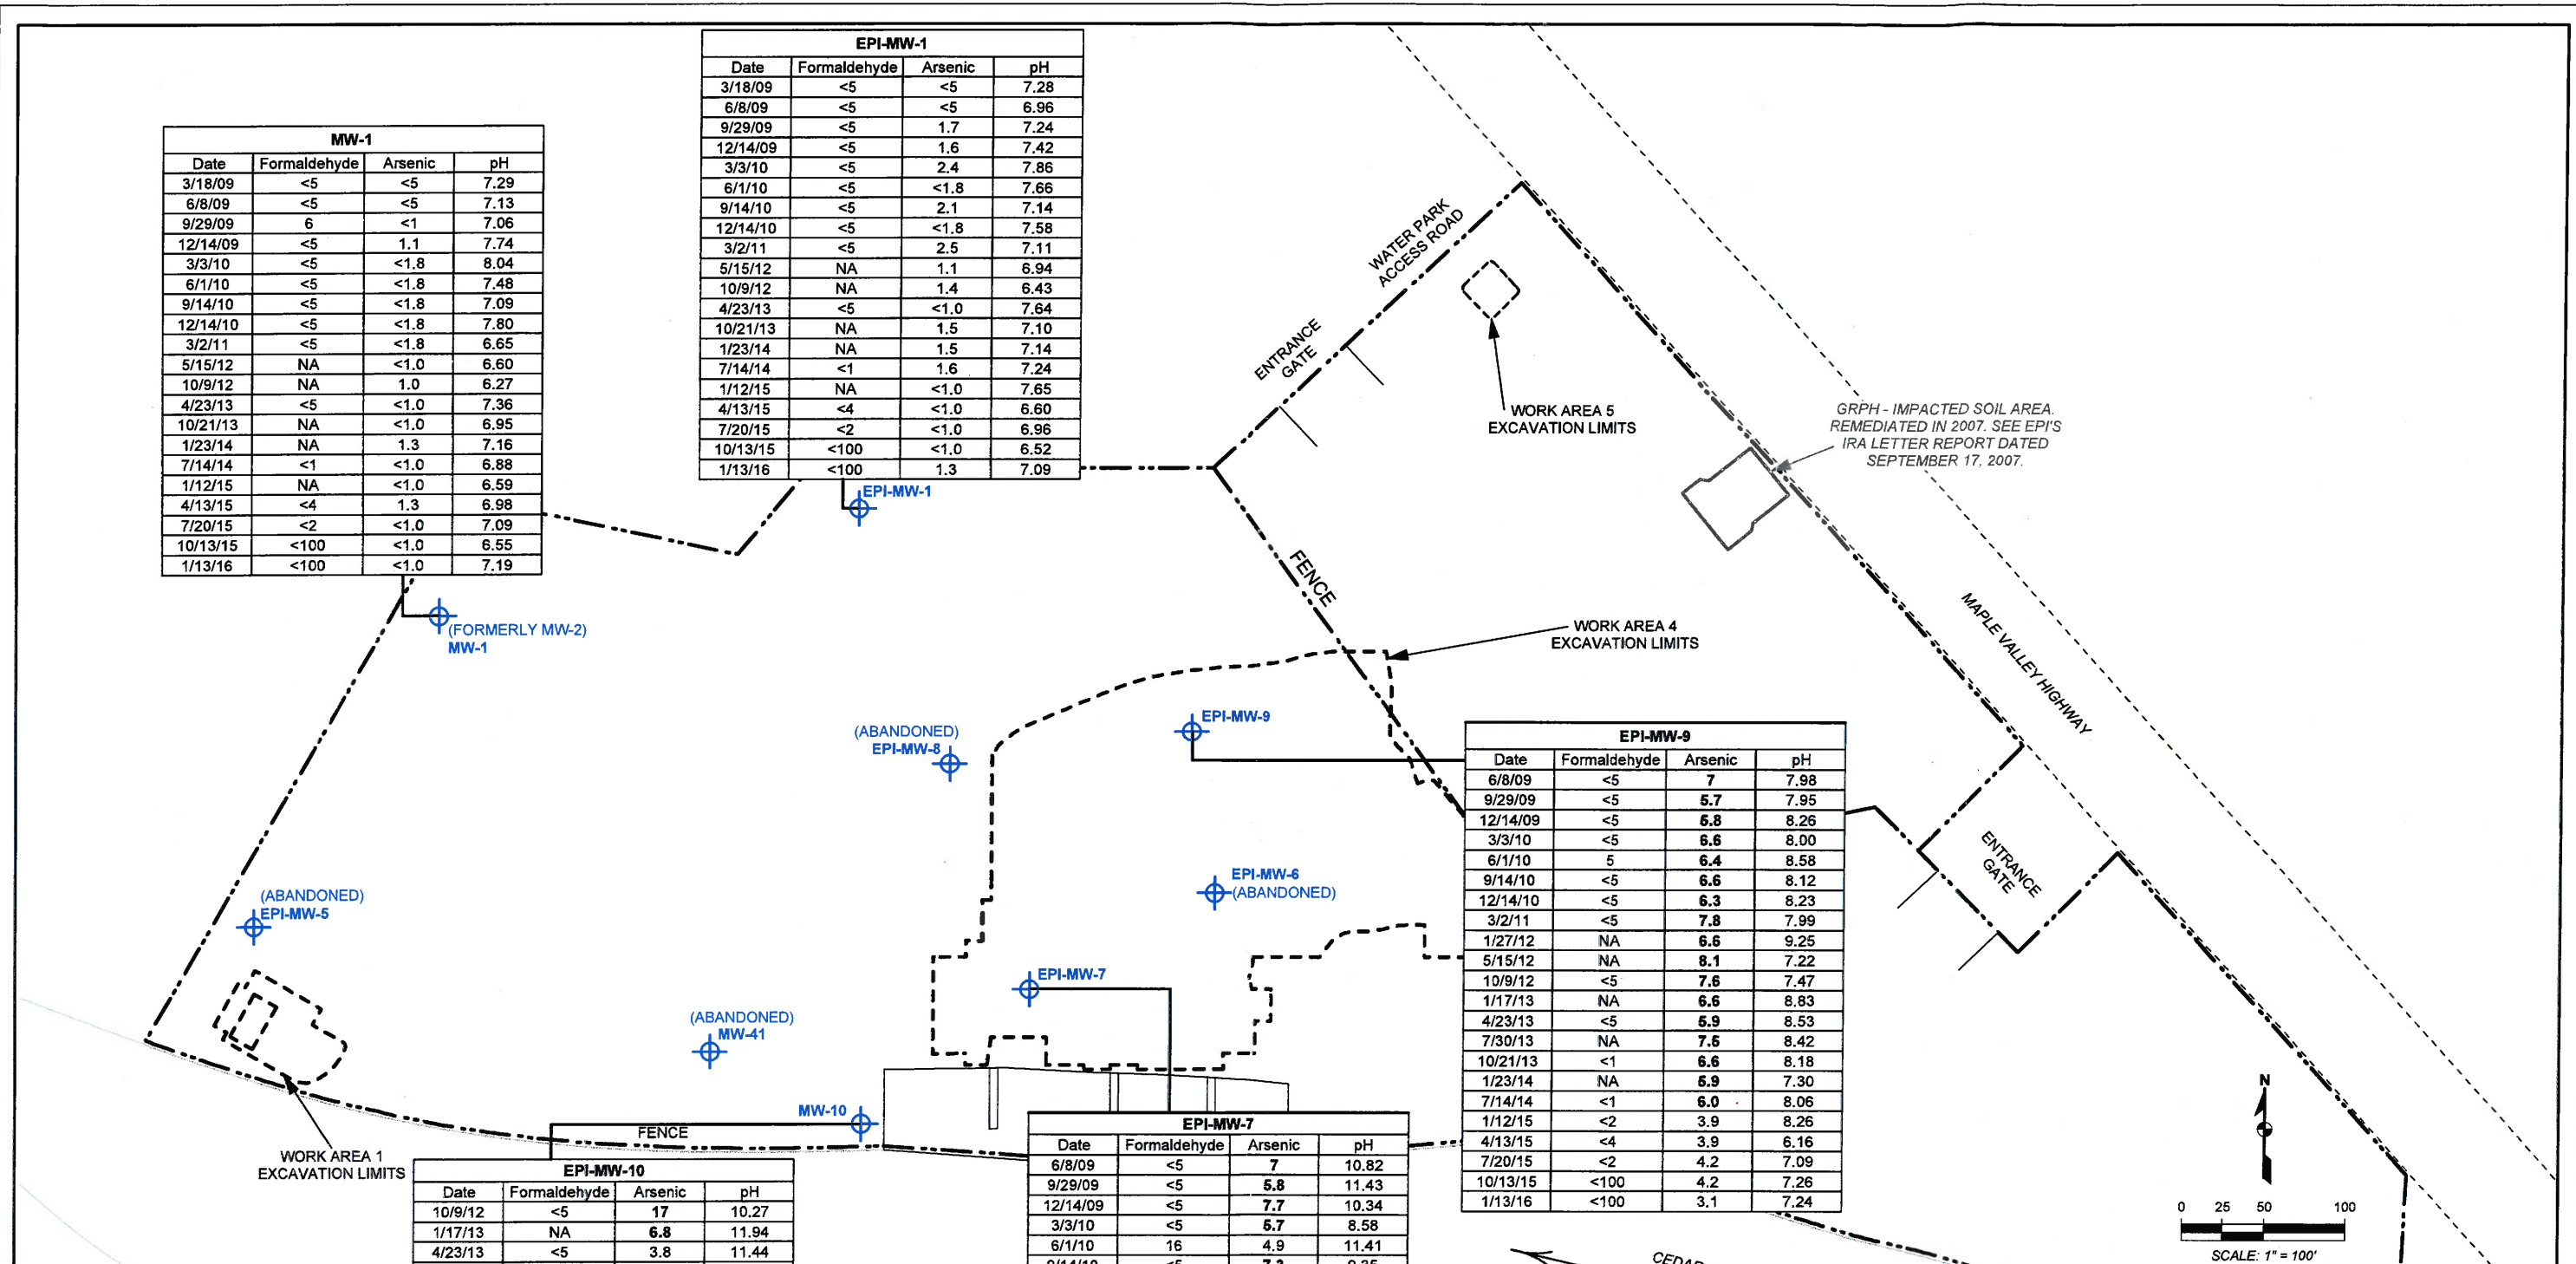 EPI-MW-1
Date Formaldehyde Arsenic pH
3/18/09 <5 <5 7.28
6/8/09 <5 <5 6.96
9/29/09 <5 1.7 7.24
12/14/09 <5 1.6 7.42
3/3/10 <5 2.4 7.86
6/1/10 <5 <1.8 7.66
9/14/10 <5 2.1 7.14
12/14/10 <5 <1.8 7.58
3/2/11 <5 2.5 7.11
5/15/12 NA 1.1 6.94
10/9/12 NA 1.4 6.43
4/23/13 <5 <1.0 7.64
10/21/13 NA 1.5 7.10
1/23/14 NA 1.5 7.14
7/14/14 <1 1.6 7.24
1/12/15 NA <1.0 7.65
4/13/15 <4 <1.0 6.60
7/20/15 <2 <1.0 6.96
10/13/15 <100 <1.0 6.52
1/13/16 <100 1.3 7.09
MW-1
Date Formaldehyde Arsenic pH
3/18/09 <5 <5 7.29
6/8/09 <5 <5 7.13
9/29/09 6 <1 7.06
12/14/09 <5 1.1 7.74
3/3/10 <5 <1.8 8.04
6/1/10 <5 <1.8 7.48
9/14/10 <5 <1.8 7.09
12/14/10 <5 <1.8 7.80
3/2/11 <5 <1.8 6.65
5/15/12 NA <1.0 6.60
10/9/12 NA 1.0 6.27
4/23/13 <5 <1.0 7.36
10/21/13 NA <1.0 6.95
1/23/14 NA 1.3 7.16
7/14/14 <1 <1.0 6.88
1/12/15 NA <1.0 6.59
4/13/15 <4 1.3 6.98
7/20/15 <2 <1.0 7.09
10/13/15 <100 <1.0 6.55
1/13/16 <100 <1.0 7.19
WATER PARK
ACCESS ROAD
ENTRANCE
GATE
WORK AREA 5
EXCAVATION LIMITS
GRPH - IMPACTED SOIL AREA.
REMEDIATED IN 2007. SEE EPI'S
IRA LETTER REPORT DATED
SEPTEMBER 17, 2007.
EPI-MW-1
FENCE
(FORMERLY MW-2)
MW-1
WORK AREA 4
EXCAVATION LIMITS
MAPLE VALLEY HIGHWAY
(ABANDONED)
EPI-MW-8
EPI-MW-9
EPI-MW-9
Date Formaldehyde Arsenic pH
6/8/09 <5 7 7.98
9/29/09 <5 5.7 7.95
12/14/09 <5 5.8 8.26
3/3/10 <5 6.6 8.00
6/1/10 5 6.4 8.58
9/14/10 <5 6.6 8.12
12/14/10 <5 6.3 8.23
3/2/11 <5 7.8 7.99
1/27/12 NA 6.6 9.25
5/15/12 NA 8.1 7.22
10/9/12 <5 7.6 7.47
1/17/13 NA 6.6 8.83
4/23/13 <5 5.9 8.53
7/30/13 NA 7.5 8.42
10/21/13 <1 6.6 8.18
1/23/14 NA 5.9 7.30
7/14/14 <1 6.0 8.06
1/12/15 <2 3.9 8.26
4/13/15 <4 3.9 6.16
7/20/15 <2 4.2 7.09
10/13/15 <100 4.2 7.26
1/13/16 <100 3.1 7.24
ENTRANCE
GATE
EPI-MW-6
(ABANDONED)
(ABANDONED)
EPI-MW-5
EPI-MW-7
(ABANDONED)
MW-41
MW-10
FENCE
WORK AREA 1
EXCAVATION LIMITS
EPI-MW-10
Date Formaldehyde Arsenic pH
10/9/12 <5 17 10.27
1/17/13 NA 6.8 11.94
4/23/13 <5 3.8 11.44
EPI-MW-7
Date Formaldehyde Arsenic pH
6/8/09 <5 7 10.82
9/29/09 <5 5.8 11.43
12/14/09 <5 7.7 10.34
3/3/10 <5 5.7 8.58
6/1/10 16 4.9 11.41
N
0 25 50 100
SCALE: 1" = 100'